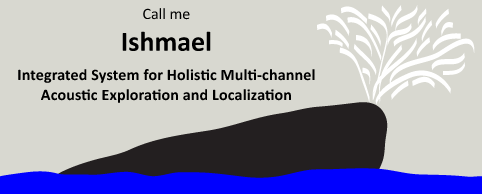 Call me
Ishmael
Integrated System for Holistic Multi-channel
Acoustic Exploration and Localization